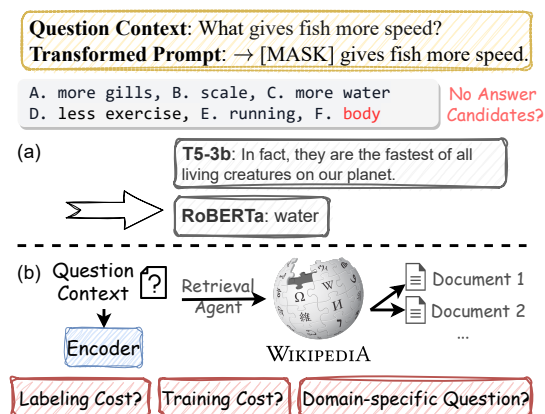 Question Context: What gives fish more speed?
Transformed Prompt: → [MASK] gives fish more speed.
A. more gills, B. scale, C. more water
D. less exercise, E. running, F. body
No Answer
Candidates?
(a)
T5-3b: In fact, they are the fastest of all
living creatures on our planet.
RoBERTa: water
(b)
Question
Context
?
Encoder
Retrieval
Agent
Ω W И 維
WIKIPEDIA
Document 1
Document 2
...
Labeling Cost?
Training Cost?
Domain-specific Question?